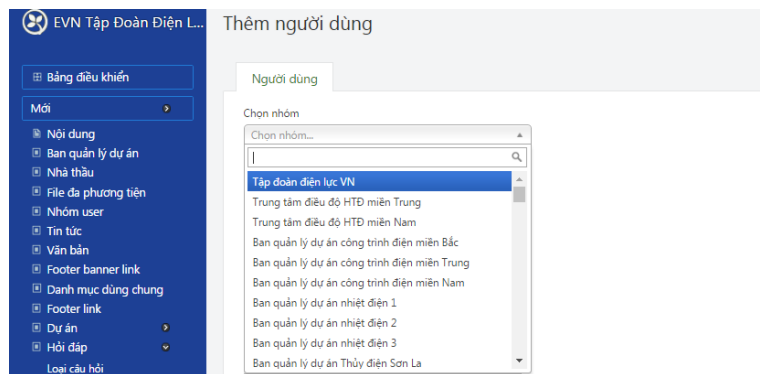 EVN Tập Đoàn Điện L...
Thêm người dùng
Bảng điều khiển
Mới
Nội dung
Ban quản lý dự án
Nhà thầu
File đa phương tiện
Nhóm user
Tin tức
Văn bản
Footer banner link
Danh mục dùng chung
Footer link
Dự án
Hỏi đáp
Loại câu hỏi
Người dùng
Chọn nhóm
Chọn nhóm...
Tập đoàn điện lực VN
Trung tâm điều độ HTĐ miền Trung
Trung tâm điều độ HTĐ miền Nam
Ban quản lý dự án công trình điện miền Bắc
Ban quản lý dự án công trình điện miền Trung
Ban quản lý dự án công trình điện miền Nam
Ban quản lý dự án nhiệt điện 1
Ban quản lý dự án nhiệt điện 2
Ban quản lý dự án nhiệt điện 3
Ban quản lý dự án Thủy điện Sơn La